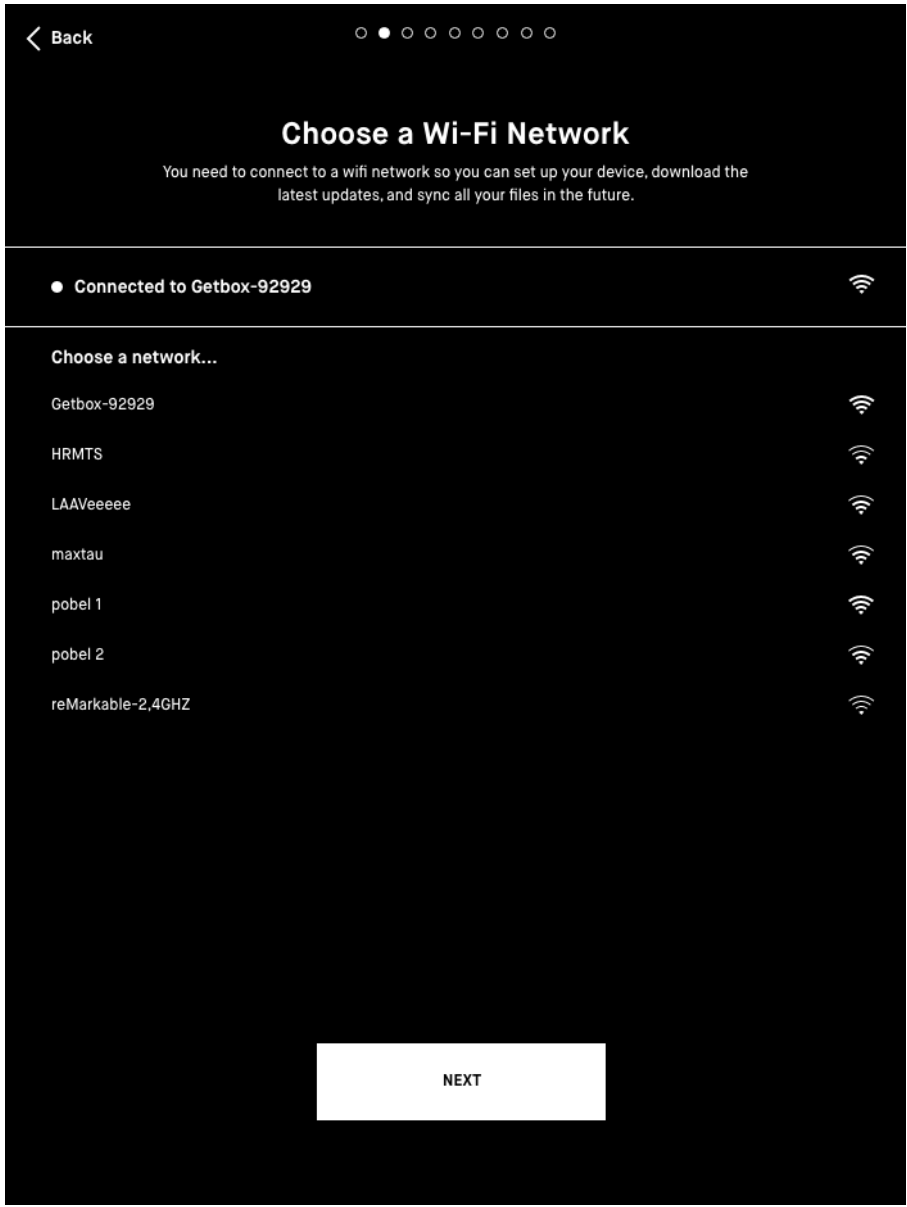 Back
Choose a Wi-Fi Network
You need to connect to a wifi network so you can set up your device, download the
latest updates, and sync all your files in the future.
Connected to Getbox-92929
Choose a network...
Getbox-92929
HRMTS
LAAVeeeee
maxtau
pobel 1
pobel 2
reMarkable-2,4GHZ
NEXT